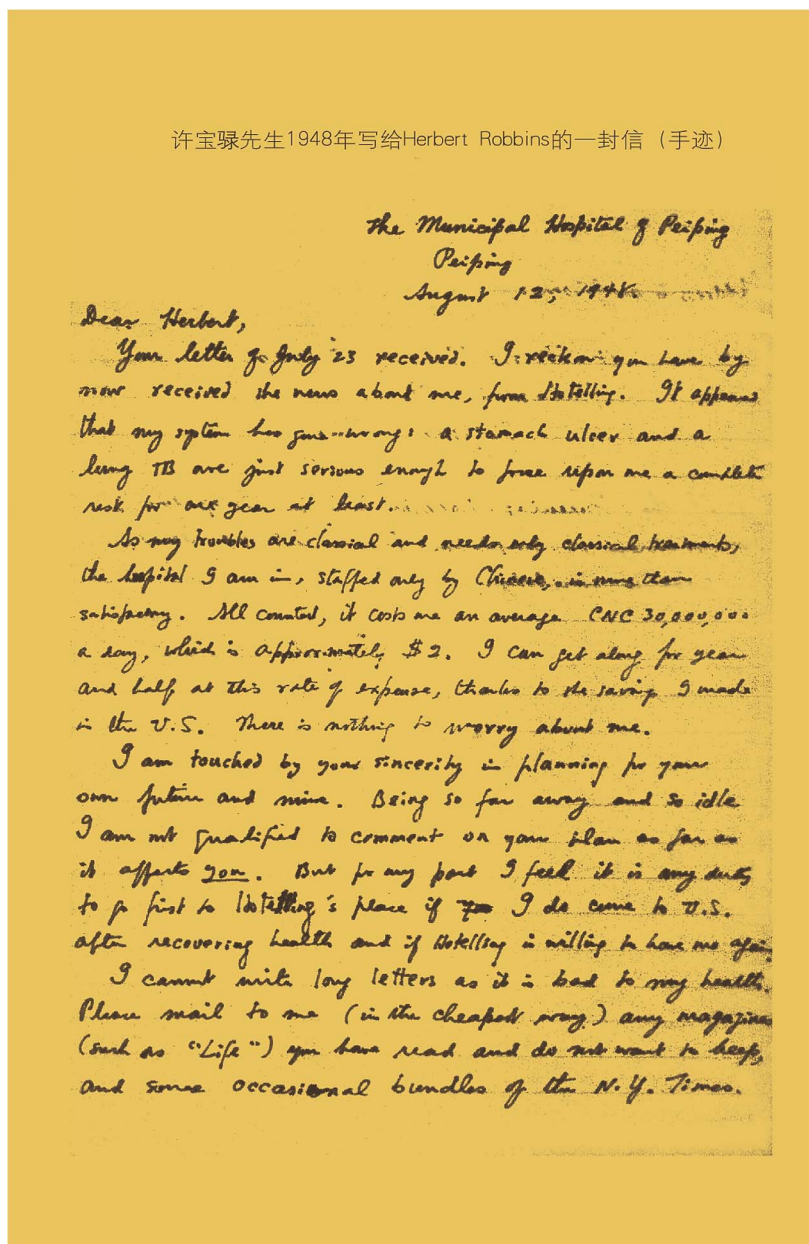 许宝騄先生1948年写给Herbert Robbins的一封信（手迹）
The Municipal Hospital of Peiping
Peiping
August 12, 1948.
Dear Herbert,
Your letter of July 23 received. I reckon you have by
now received the news about me, from Hotelling. It appears
that my system has gone wrong: a stomach ulcer and a
lung TB are just serious enough to force upon me a complete
rest for one year at least.
As my troubles are classical and needs only classical treatments,
the hospital I am in, staffed only by Chinese, is more than
satisfactory. All counted, it costs me an average CNC 30,000,000
a day, which is approximately $2. I can get along for year
and half at this rate of expense, thanks to the saving I made
in the U.S. There is nothing to worry about me.
I am touched by your sincerity in planning for your
own future and mine. Being so far away and so idle
I am not qualified to comment on your plan as far as
it affects you. But for my part I feel it is my duty
to go first to Hotelling's place if I do come to U.S.
after recovering health and if Hotelling is willing to have me again.
I cannot write long letters as it is bad to my health.
Please mail to me (in the cheapest way) any magazines
(such as "Life") you have read and do not want to keep,
and some occasional bundles of the N.Y. Times.